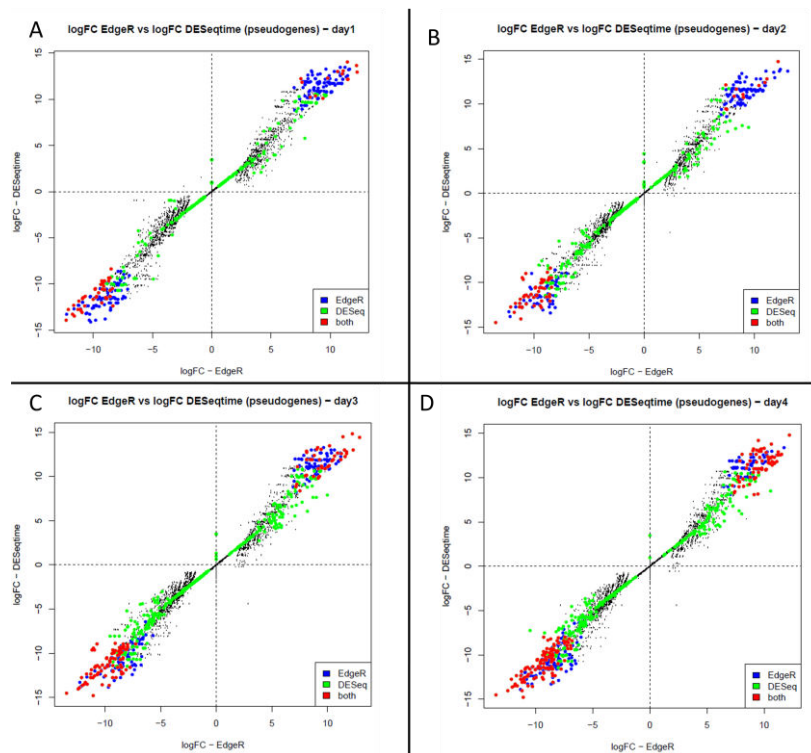 A
logFC EdgeR vs logFC DESeqtime (pseudogenes) − day1
logFC − DESeqtime
15
10
5
0
−5
−10
−15
−10
−5
0
5
10
logFC − EdgeR
EdgeR
DESeq
both
B
logFC EdgeR vs logFC DESeqtime (pseudogenes) − day2
logFC − DESeqtime
15
10
5
0
−5
−10
−15
−10
−5
0
5
10
logFC − EdgeR
EdgeR
DESeq
both
C
logFC EdgeR vs logFC DESeqtime (pseudogenes) − day3
logFC − DESeqtime
15
10
5
0
−5
−10
−15
−10
−5
0
5
10
logFC − EdgeR
EdgeR
DESeq
both
D
logFC EdgeR vs logFC DESeqtime (pseudogenes) − day4
logFC − DESeqtime
15
10
5
0
−5
−10
−15
−10
−5
0
5
10
logFC − EdgeR
EdgeR
DESeq
both